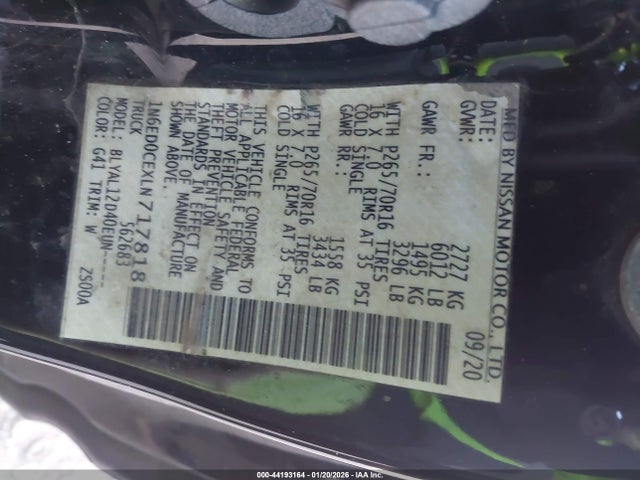 MFD BY NISSAN MOTOR CO., LTD.
DATE: 09/20
GVWR: 2727 KG
6012 LB
GAWR FR: 1495 KG
3296 LB
WITH P265/70R16 TIRES
16 X 7.0 RIMS AT 35 PSI
COLD SINGLE
GAWR RR: 1558 KG
3434 LB
WITH P265/70R16 TIRES
16 X 7.0 RIMS AT 35 PSI
COLD SINGLE
THIS VEHICLE CONFORMS TO
ALL APPLICABLE FEDERAL
MOTOR VEHICLE SAFETY AND
THEFT PREVENTION
STANDARDS IN EFFECT ON
THE DATE OF MANUFACTURE
SHOWN ABOVE.
1N6ED0CEXLN717818
TRUCK 562683
MODEL: BLYAL12D40EUN-----
COLOR: G41 TRIM: W 2S00A
000-44193164 | 01/20/2026 - © IAA Inc.